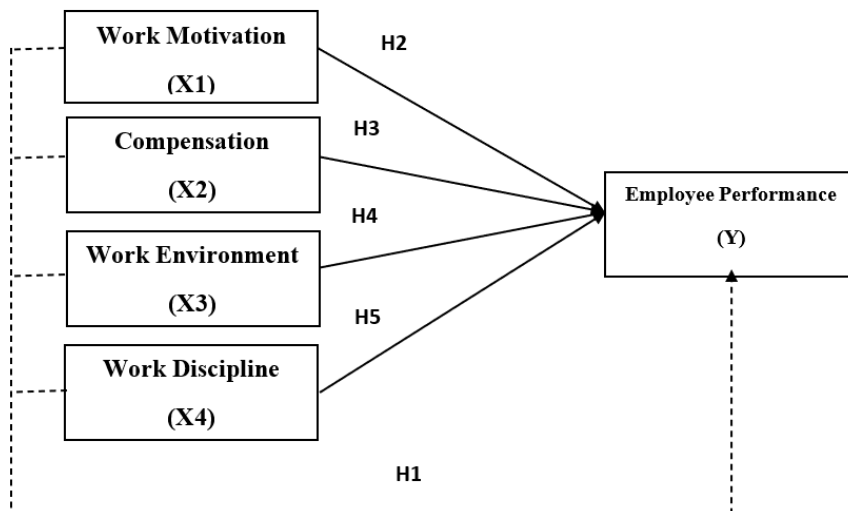 Work Motivation
(X1)
H2
Compensation
(X2)
H3
Work Environment
(X3)
H4
Work Discipline
(X4)
H5
Employee Performance
(Y)
H1